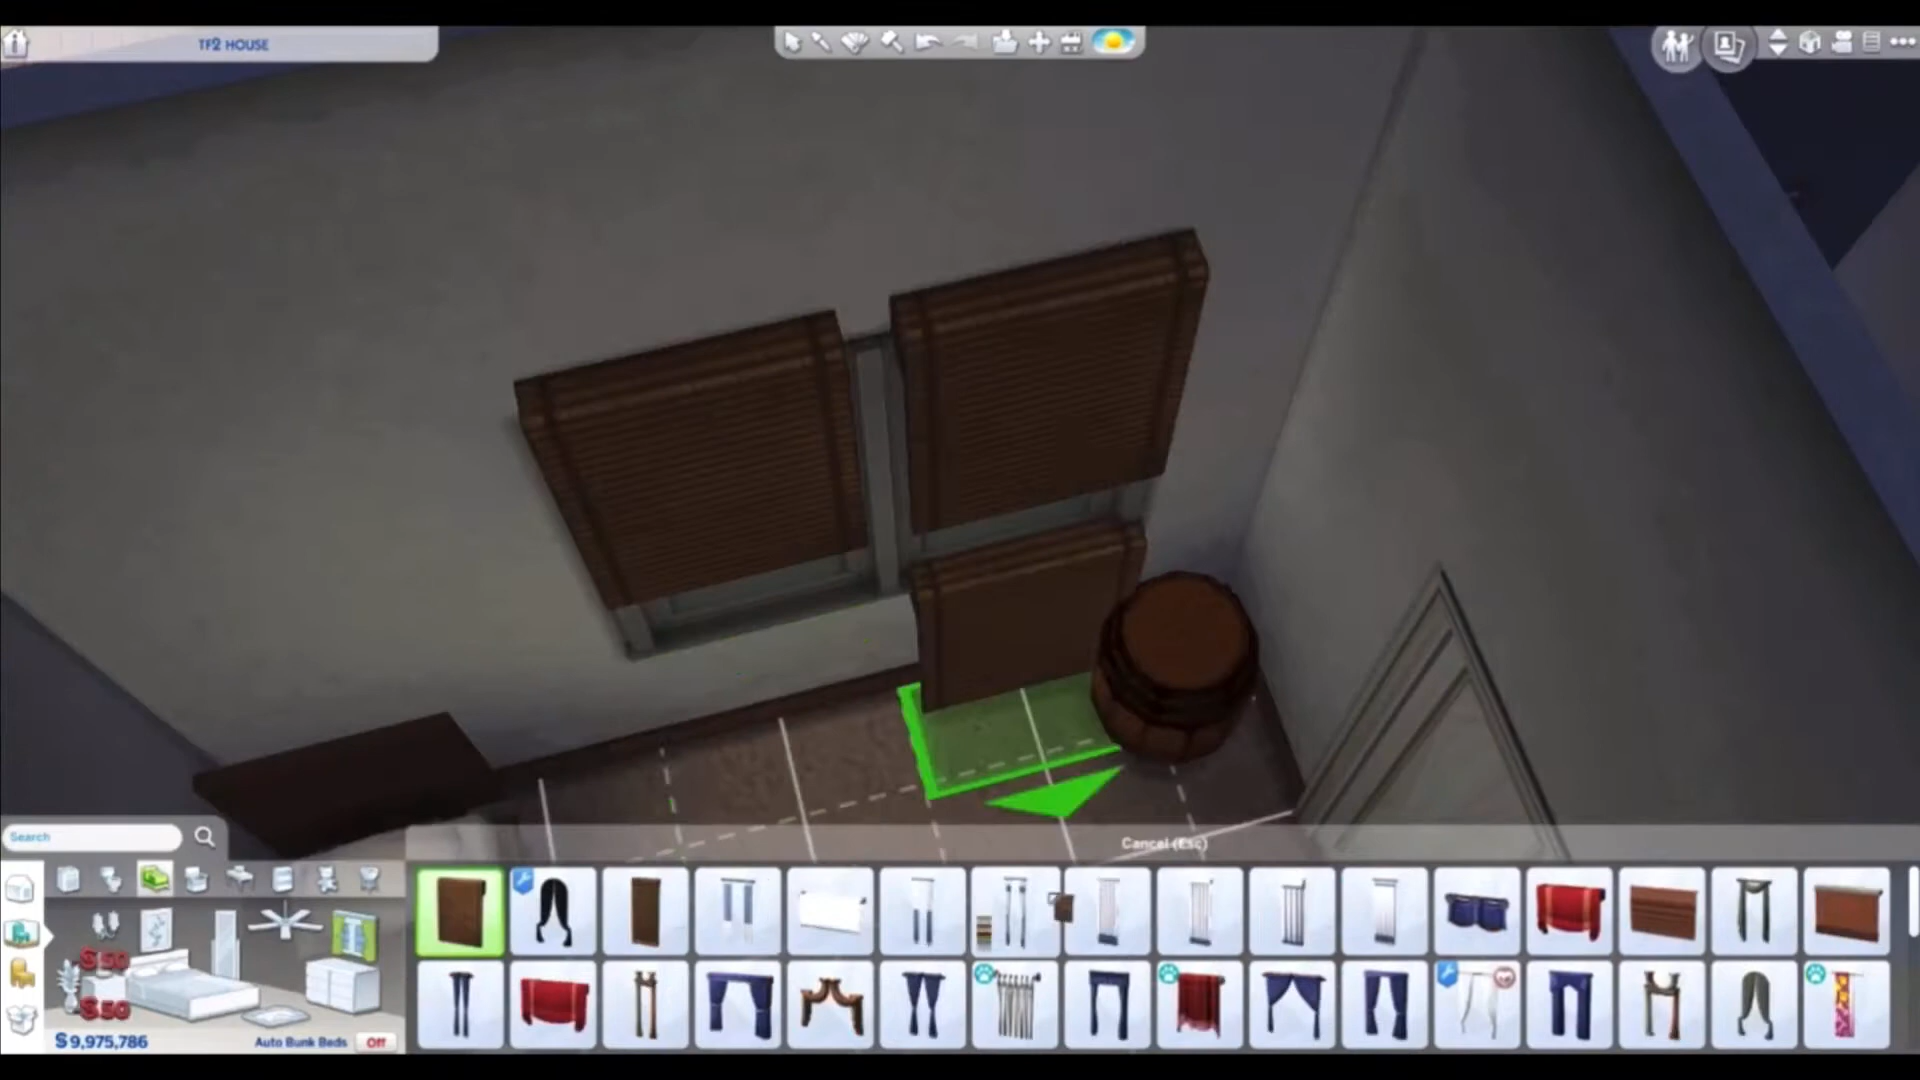 TF2 HOUSE
Cancel (Esc)
Search
$50
$50
$9,975,786
Auto Bunk Beds Off